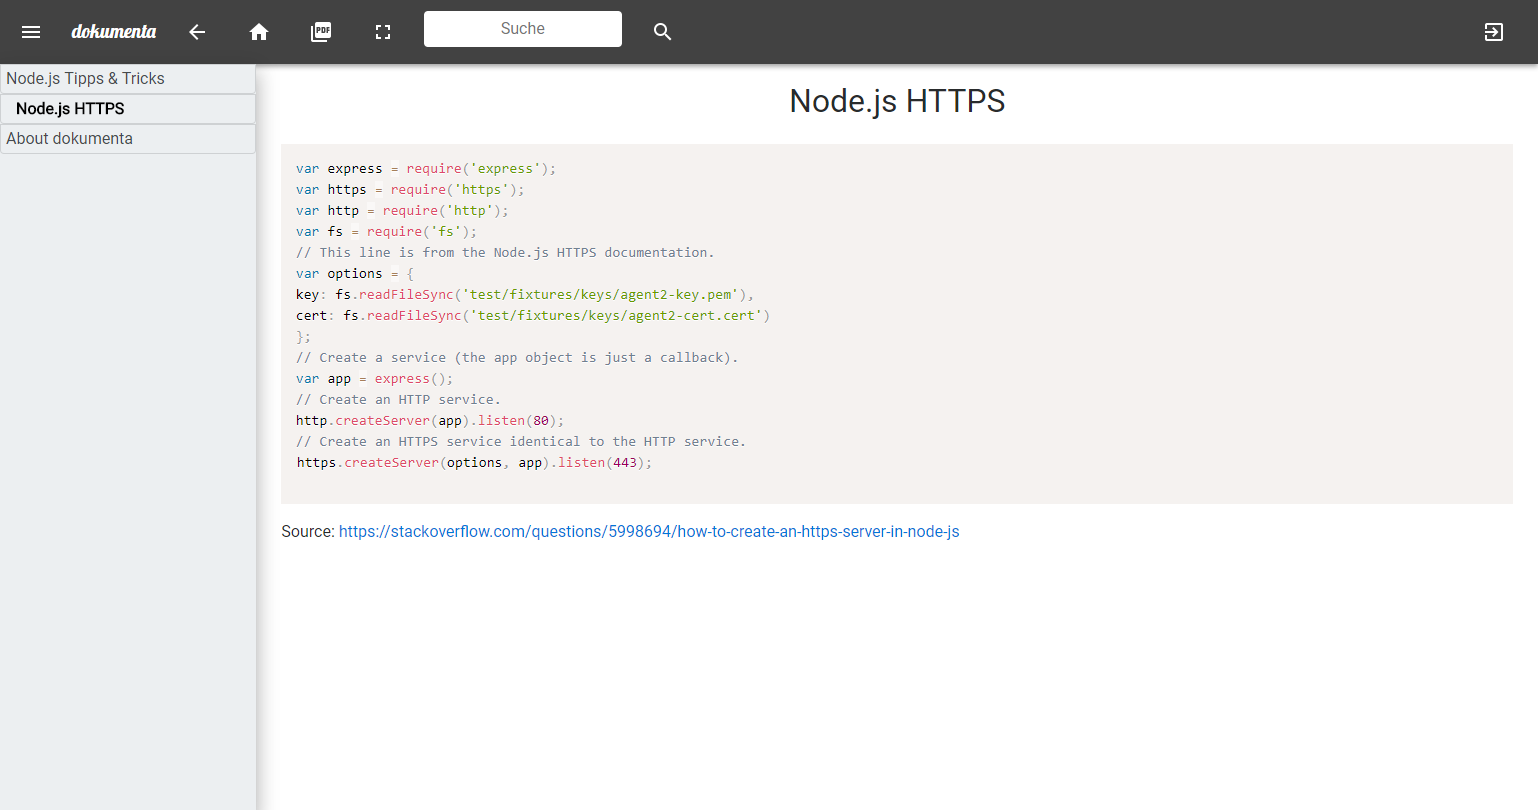 dokumenta
PDF
Suche
Node.js Tipps & Tricks
Node.js HTTPS
About dokumenta
Node.js HTTPS
var express = require('express');
var https = require('https');
var http = require('http');
var fs = require('fs');
// This line is from the Node.js HTTPS documentation.
var options = {
key: fs.readFileSync('test/fixtures/keys/agent2-key.pem'),
cert: fs.readFileSync('test/fixtures/keys/agent2-cert.cert')
};
// Create a service (the app object is just a callback).
var app = express();
// Create an HTTP service.
http.createServer(app).listen(80);
// Create an HTTPS service identical to the HTTP service.
https.createServer(options, app).listen(443);
Source: https://stackoverflow.com/questions/5998694/how-to-create-an-https-server-in-node-js